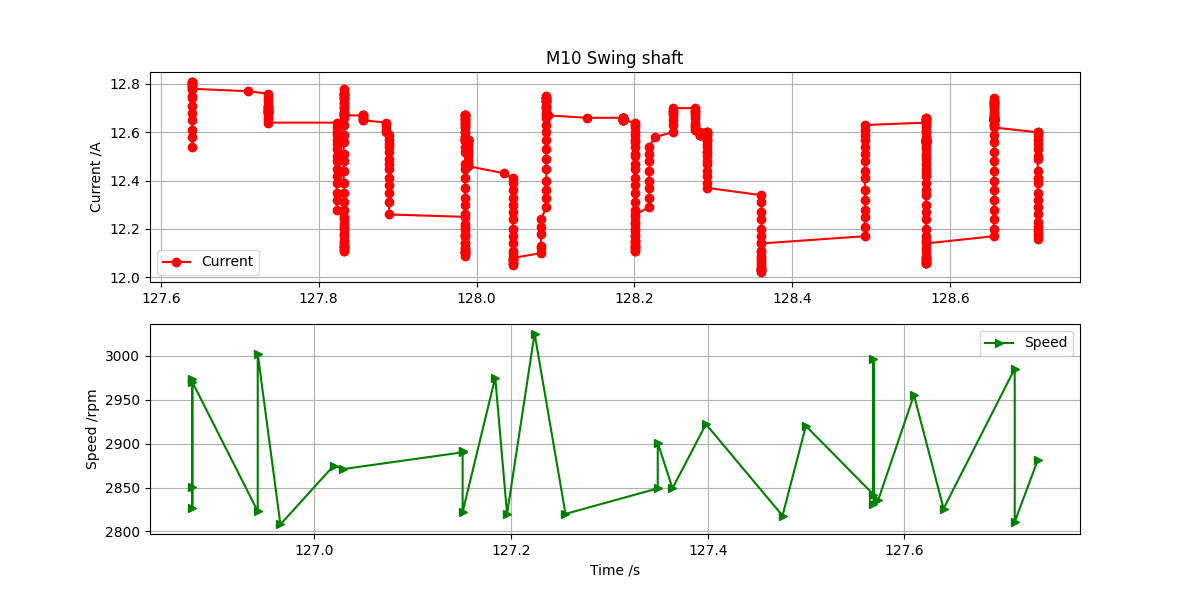 M10 Swing shaft
Current /A
12.8
12.6
12.4
12.2
12.0
Current
127.6 127.8 128.0 128.2 128.4 128.6
Speed /rpm
3000
2950
2900
2850
2800
Speed
127.0 127.2 127.4 127.6
Time /s